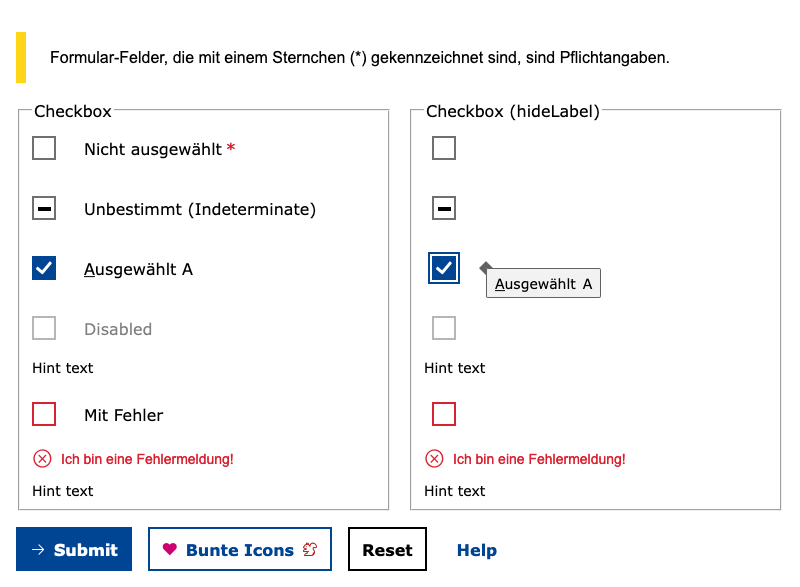 Formular-Felder, die mit einem Sternchen (*) gekennzeichnet sind, sind Pflichtangaben.
Checkbox
Nicht ausgewählt *
Unbestimmt (Indeterminate)
Ausgewählt A
Disabled
Hint text
Mit Fehler
Ich bin eine Fehlermeldung!
Hint text
Checkbox (hideLabel)
Ausgewählt A
Hint text
Ich bin eine Fehlermeldung!
Hint text
Submit
Bunte Icons
Reset
Help